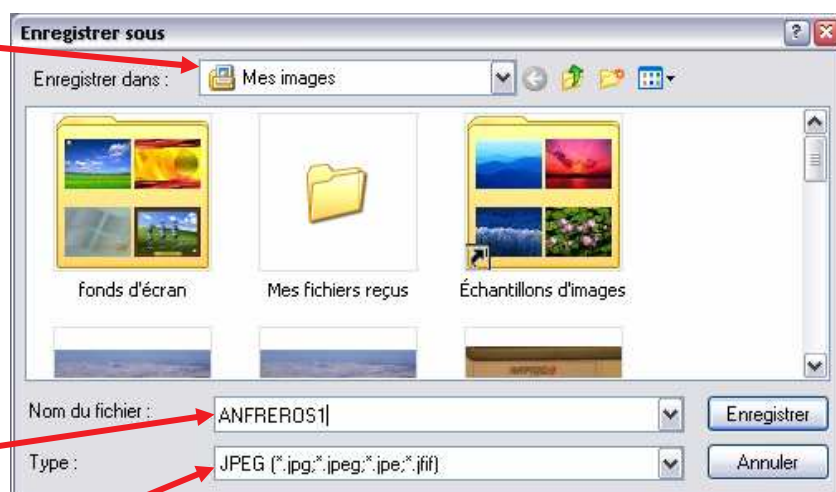 Enregistrer sous
Enregistrer dans : Mes images
fonds d'écran Mes fichiers reçus Échantillons d'images
Nom du fichier : ANFREROS1 Enregistrer
Type : JPEG (*.jpg;*.jpeg;*.jpe;*.jfif) Annuler